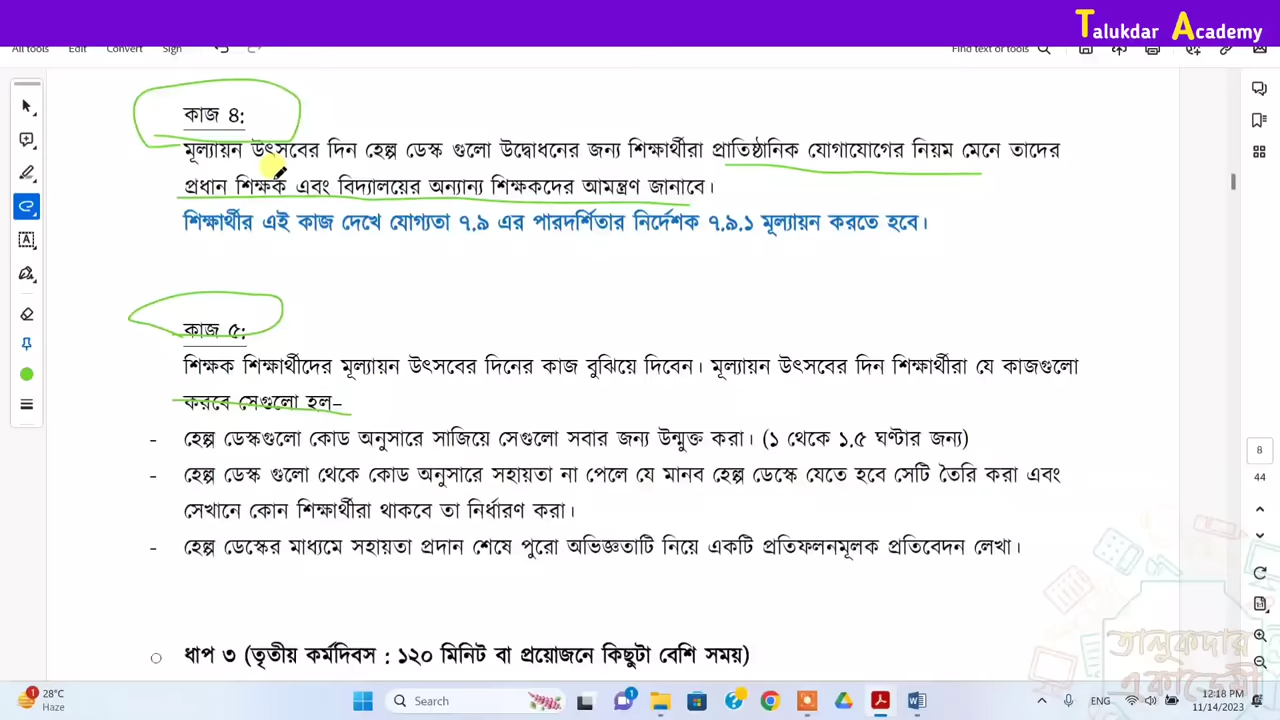 Talukdar Academy
All tools Edit Convert Sign Find text or tools
কাজ ৪:
মূল্যায়ন উৎসবের দিন হেল্প ডেস্ক গুলো উদ্বোধনের জন্য শিক্ষার্থীরা প্রাতিষ্ঠানিক যোগাযোগের নিয়ম মেনে তাদের
প্রধান শিক্ষক এবং বিদ্যালয়ের অন্যান্য শিক্ষকদের আমন্ত্রণ জানাবে।
শিক্ষার্থীর এই কাজ দেখে যোগ্যতা ৭.৯ এর পারদর্শিতার নির্দেশক ৭.৯.১ মূল্যায়ন করতে হবে।
কাজ ৫:
শিক্ষক শিক্ষার্থীদের মূল্যায়ন উৎসবের দিনের কাজ বুঝিয়ে দিবেন। মূল্যায়ন উৎসবের দিন শিক্ষার্থীরা যে কাজগুলো
করবে সেগুলো হল–
- হেল্প ডেস্কগুলো কোড অনুসারে সাজিয়ে সেগুলো সবার জন্য উন্মুক্ত করা। (১ থেকে ১.৫ ঘণ্টার জন্য)
- হেল্প ডেস্ক গুলো থেকে কোড অনুসারে সহায়তা না পেলে যে মানব হেল্প ডেস্কে যেতে হবে সেটি তৈরি করা এবং
সেখানে কোন শিক্ষার্থীরা থাকবে তা নির্ধারণ করা।
- হেল্প ডেস্কের মাধ্যমে সহায়তা প্রদান শেষে পুরো অভিজ্ঞতাটি নিয়ে একটি প্রতিফলনমূলক প্রতিবেদন লেখা।
ধাপ ৩ (তৃতীয় কর্মদিবস : ১২০ মিনিট বা প্রয়োজনে কিছুটা বেশি সময়)
8
44
তালুকদার
একাডেমী
1 28°C
Haze
Search
1
ENG
12:18 PM
11/14/2023